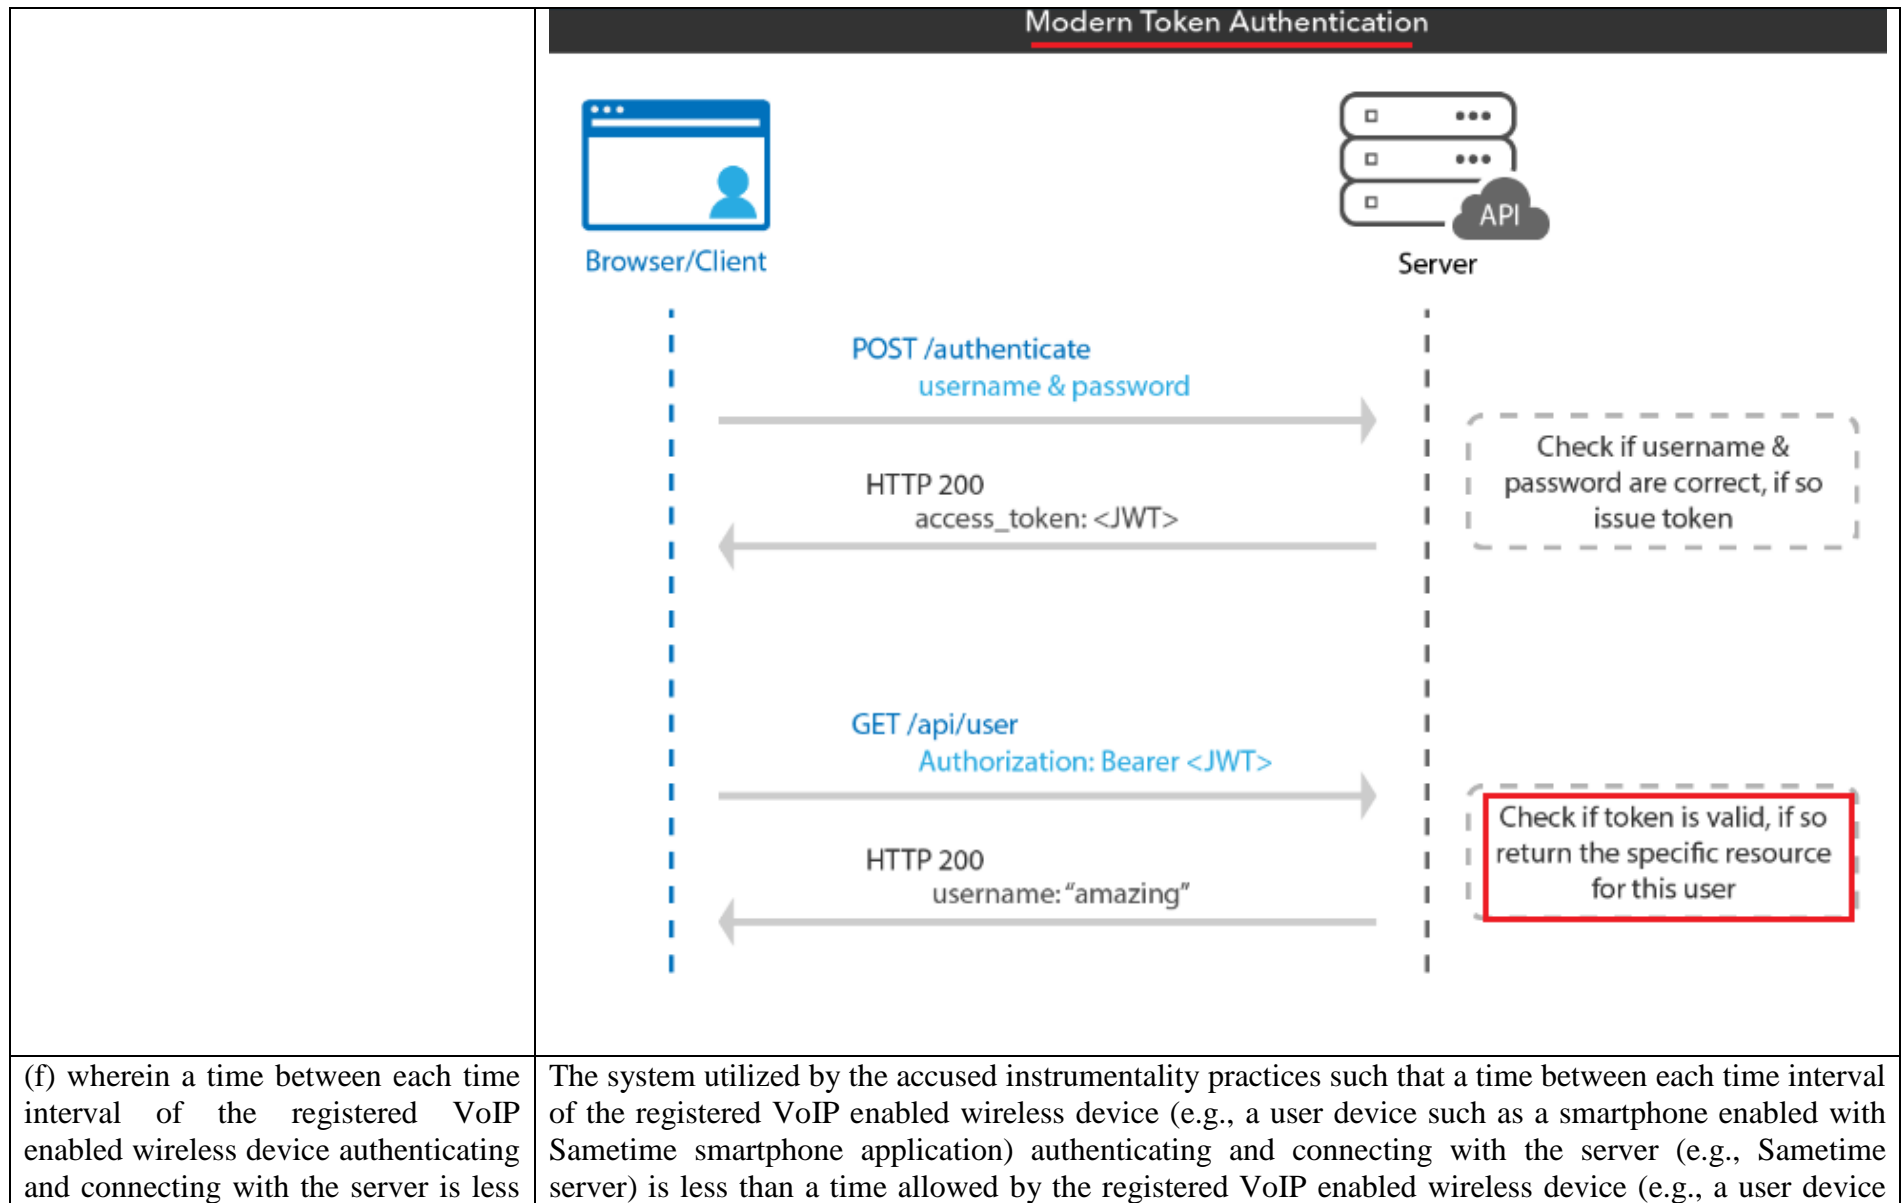 Modern Token Authentication
API
Browser/Client
Server
POST /authenticate
username & password
Check if username &
password are correct, if so
issue token
HTTP 200
access_token: <JWT>
GET /api/user
Authorization: Bearer <JWT>
Check if token is valid, if so
return the specific resource
for this user
HTTP 200
username: "amazing"
(f) wherein a time between each time
interval of the registered VoIP
enabled wireless device authenticating
and connecting with the server is less
The system utilized by the accused instrumentality practices such that a time between each time interval
of the registered VoIP enabled wireless device (e.g., a user device such as a smartphone enabled with
Sametime smartphone application) authenticating and connecting with the server (e.g., Sametime
server) is less than a time allowed by the registered VoIP enabled wireless device (e.g., a user device